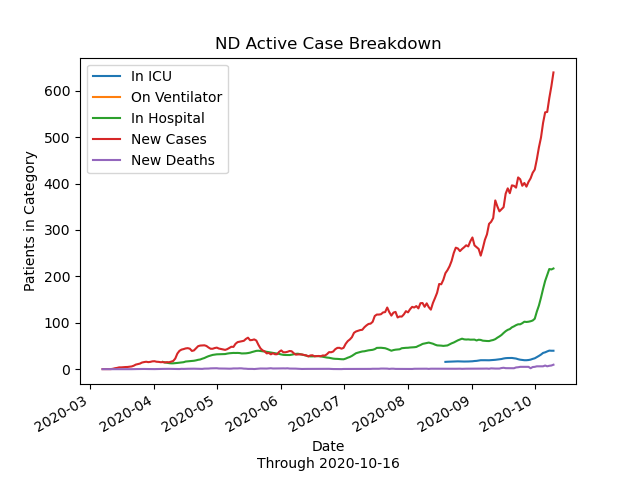 ND Active Case Breakdown
In ICU
On Ventilator
In Hospital
New Cases
New Deaths
Patients in Category
600
500
400
300
200
100
0
2020-03
2020-04
2020-05
2020-06
2020-07
2020-08
2020-09
2020-10
Date
Through 2020-10-16